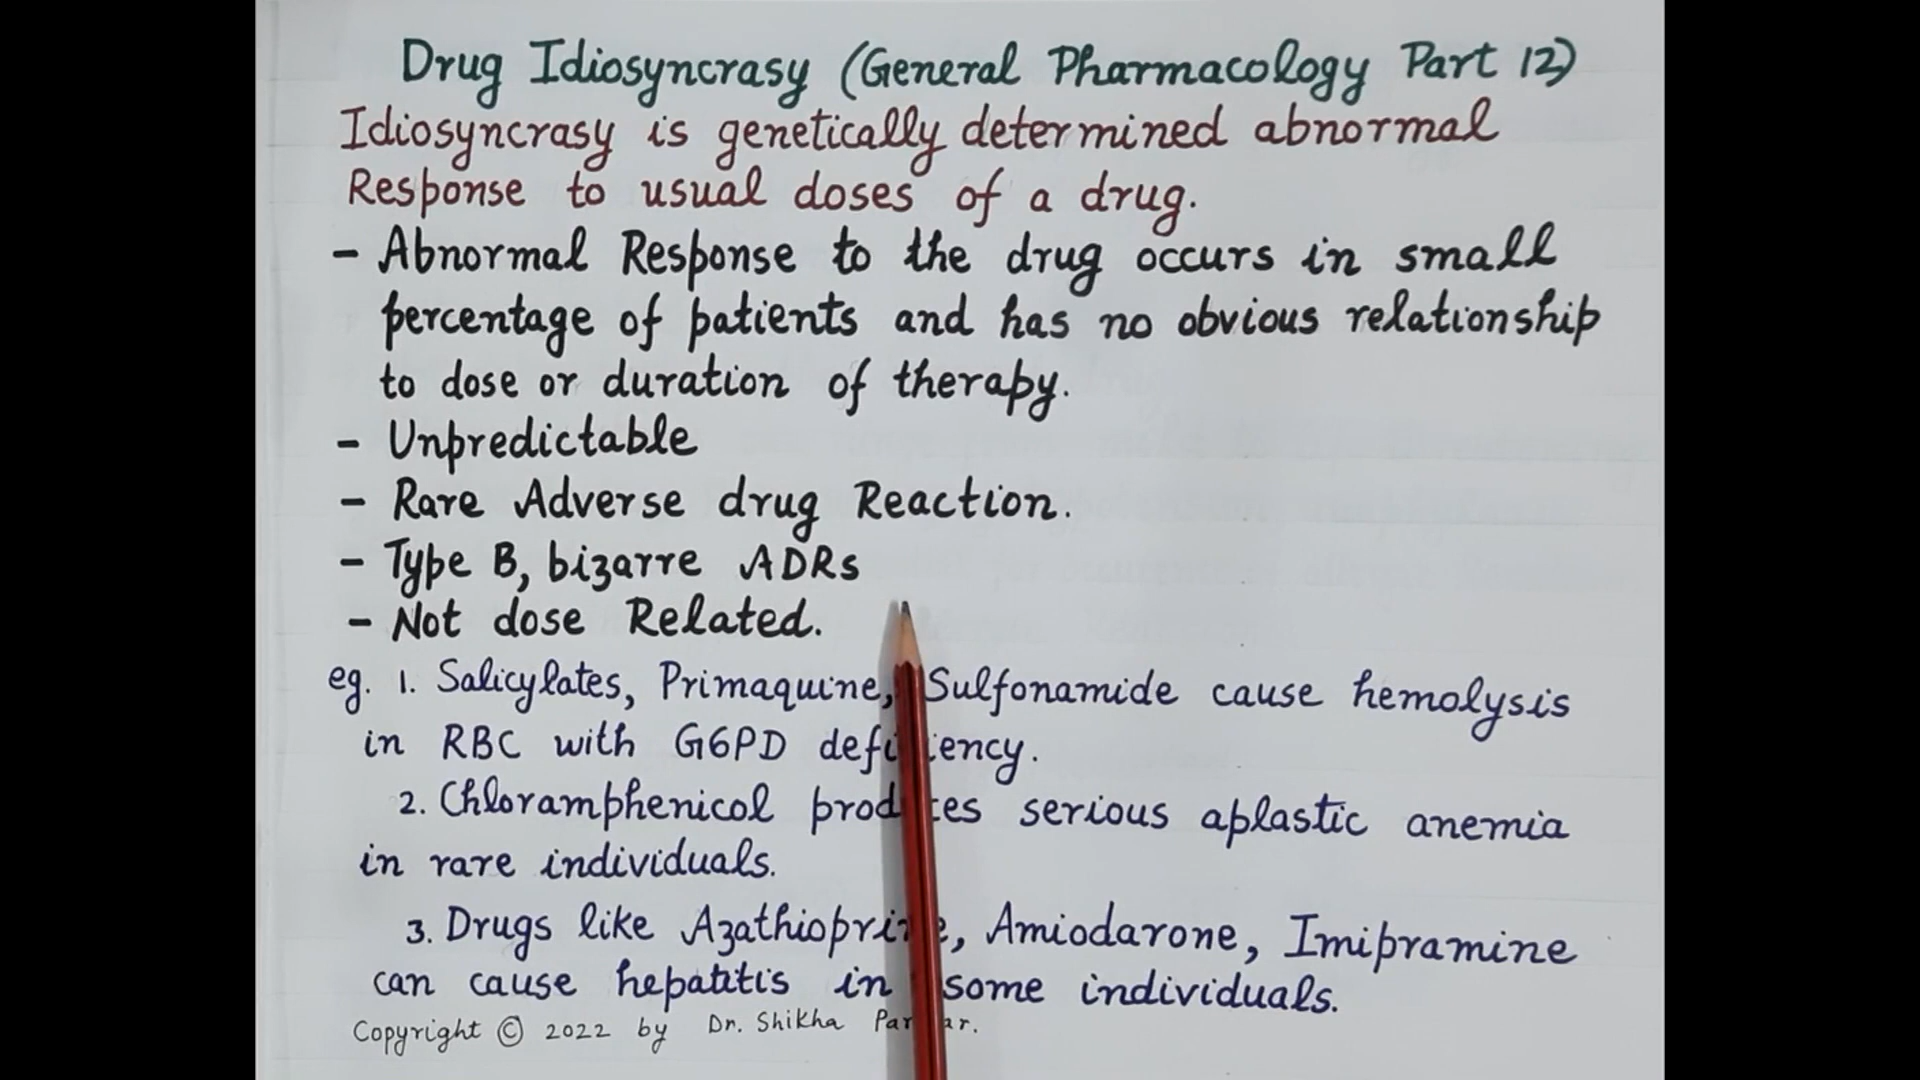 Drug Idiosyncrasy (General Pharmacology Part 12)
Idiosyncrasy is genetically determined abnormal
Response to usual doses of a drug.
- Abnormal Response to the drug occurs in small
percentage of patients and has no obvious relationship
to dose or duration of therapy.
- Unpredictable
- Rare Adverse drug Reaction.
- Type B, bizarre ADRs
- Not dose Related.
eg. 1. Salicylates, Primaquine, Sulfonamide cause hemolysis
in RBC with G6PD deficiency.
2. Chloramphenicol produces serious aplastic anemia
in rare individuals.
3. Drugs like Azathioprine, Amiodarone, Imipramine
can cause hepatitis in some individuals.
Copyright © 2022 by Dr. Shikha